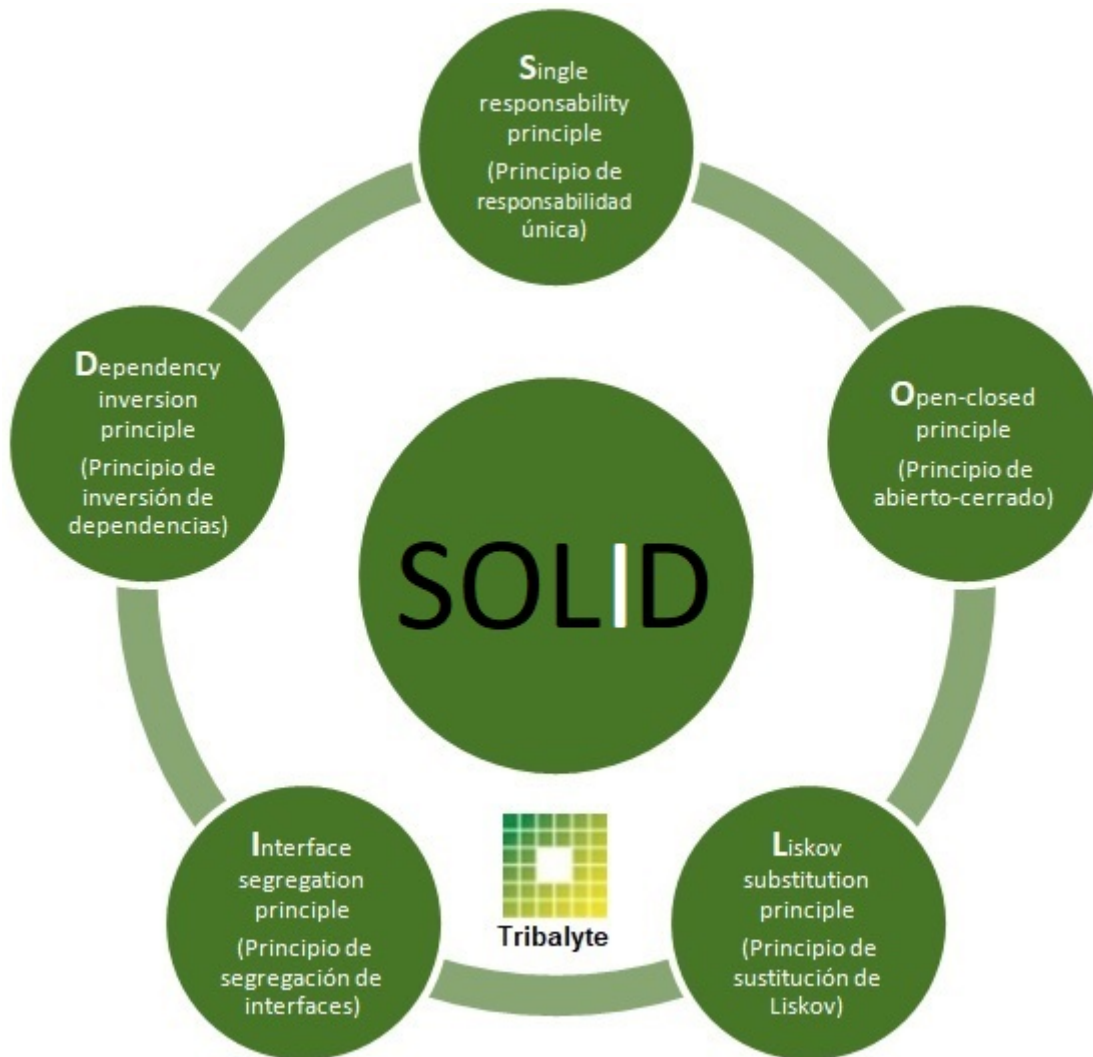 Single
responsability
principle
(Principio de
responsabilidad
única)
Open-closed
principle
(Principio de
abierto-cerrado)
Liskov
substitution
principle
(Principio de
sustitución de
Liskov)
Interface
segregation
principle
(Principio de
segregación de
interfaces)
Dependency
inversion
principle
(Principio de
inversión de
dependencias)
SOLID
Tribalyte